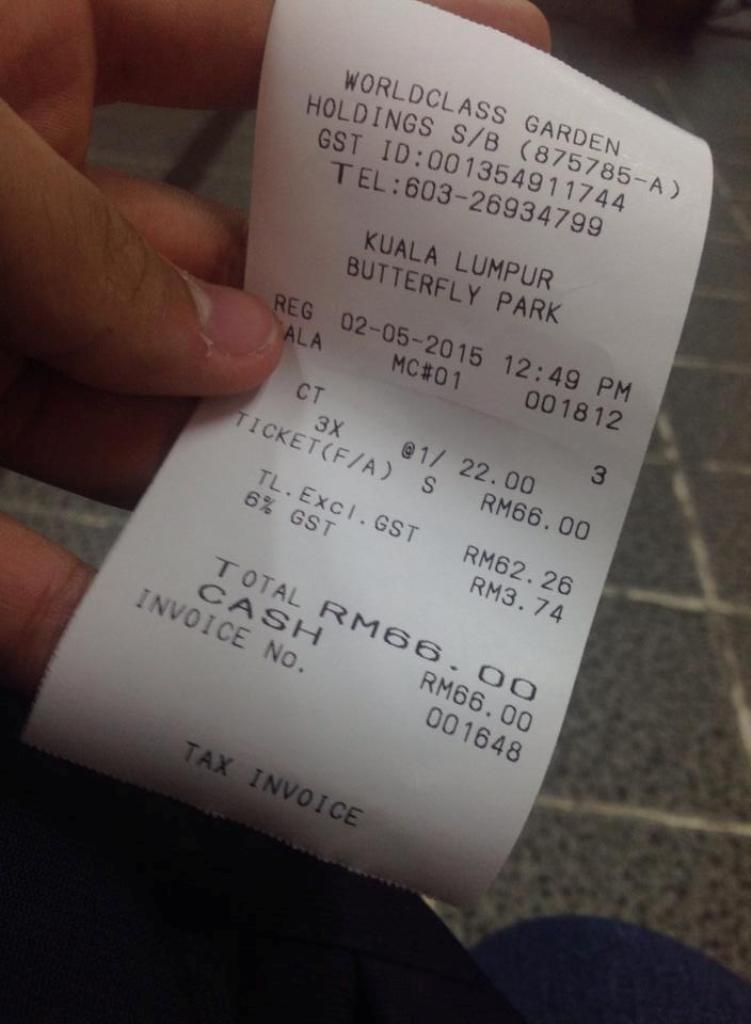 WORLDCLASS GARDEN
HOLDINGS S/B (875785-A)
GST ID:001354911744
TEL:603-26934799
KUALA LUMPUR
BUTTERFLY PARK
REG 02-05-2015 12:49 PM
ALA MC#01 001812
CT 3
3X @1/ 22.00
TICKET(F/A) S RM66.00
TL.Excl.GST RM62.26
6% GST RM3.74
TOTAL RM66.00
CASH RM66.00
INVOICE No. 001648
TAX INVOICE